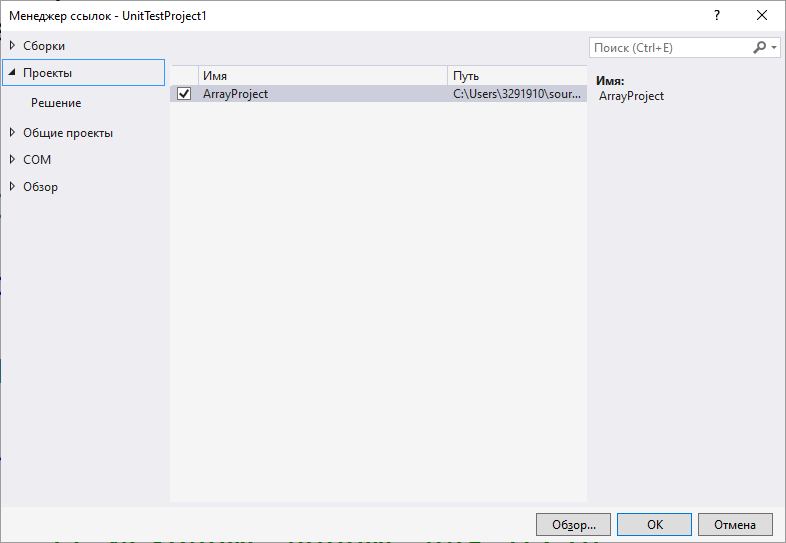 Менеджер ссылок - UnitTestProject1
?
Сборки
Проекты
Решение
Общие проекты
COM
Обзор
Имя Путь
ArrayProject C:\Users\3291910\sour...
Поиск (Ctrl+E)
Имя:
ArrayProject
Обзор... ОК Отмена